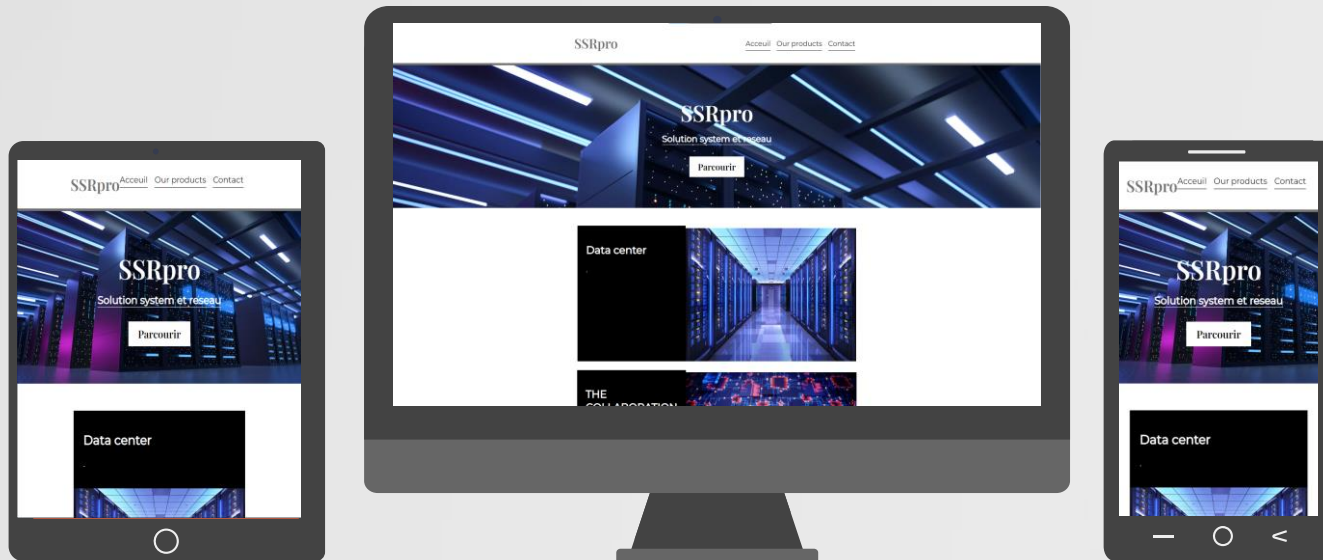 SSRpro
Acceuil Our products Contact
SSRpro
Solution system et reseau
Parcourir
Data center
THE
COLLABORATION
SSRpro
Acceuil Our products Contact
SSRpro
Solution system et reseau
Parcourir
Data center
SSRpro
Acceuil Our products Contact
SSRpro
Solution system et reseau
Parcourir
Data center